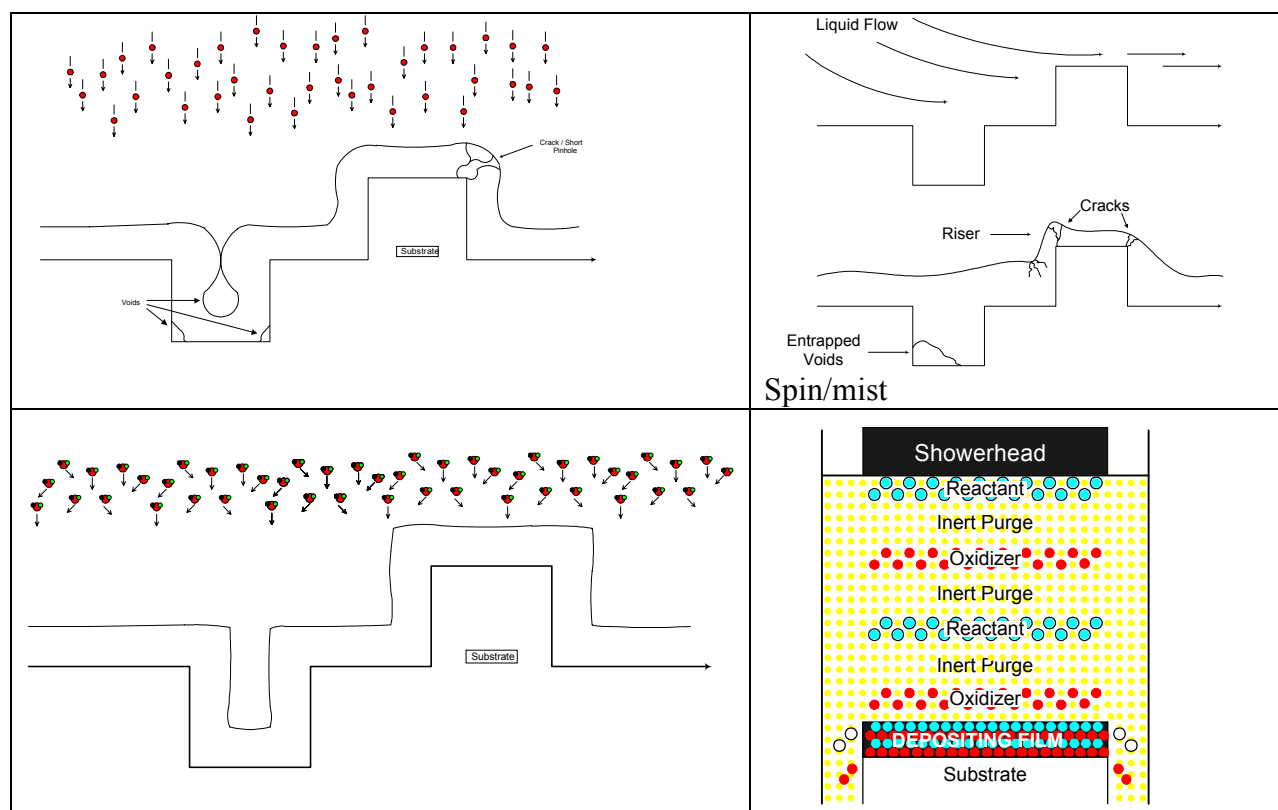 Crack / Short
Pinhole
Substrate
Voids
Liquid Flow
Cracks
Riser
Entrapped
Voids
Spin/mist
Substrate
Showerhead
Reactant
Inert Purge
Oxidizer
Inert Purge
Reactant
Inert Purge
Oxidizer
DEPOSITING FILM
Substrate